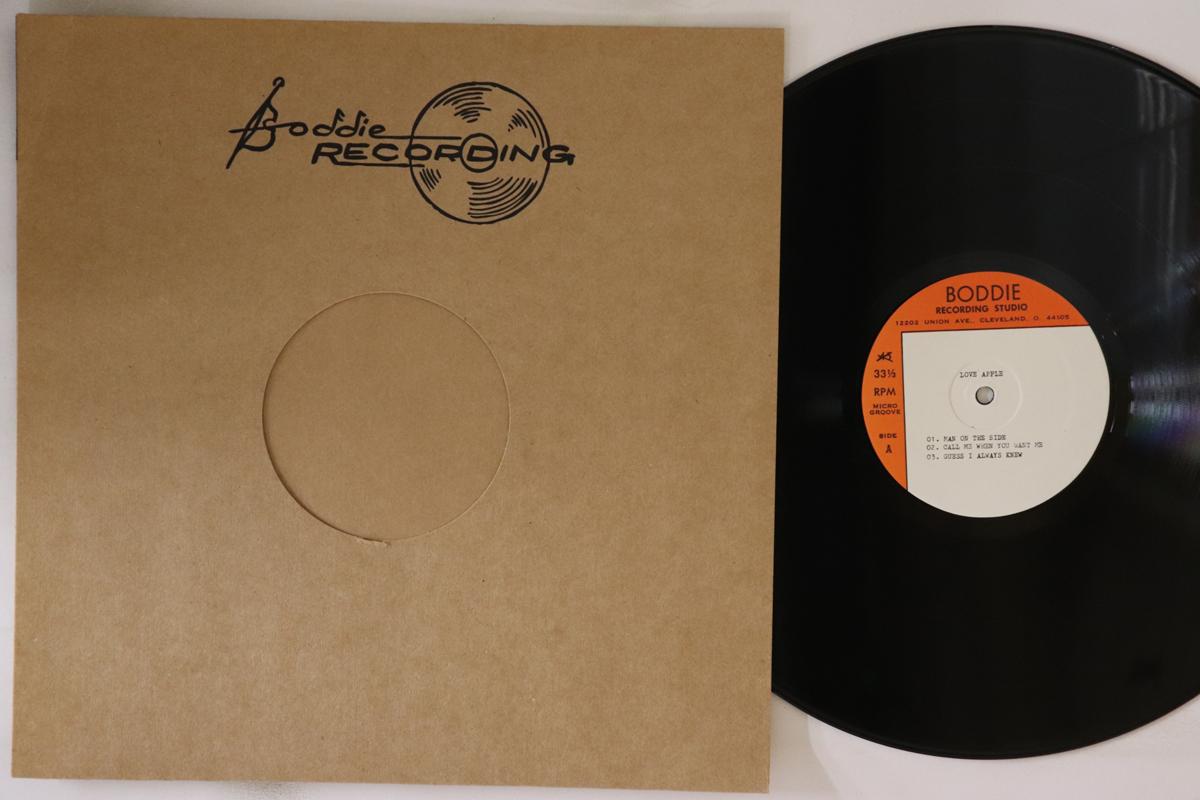 Boddie
RECORDING
BODDIE
RECORDING STUDIO
12202 UNION AVE., CLEVELAND, O. 44105
45
33⅓
RPM
MICRO
GROOVE
SIDE
A
LOVE APPLE
01. MAN ON THE SIDE
02. CALL ME WHEN YOU WANT ME
03. GUESS I ALWAYS KNEW